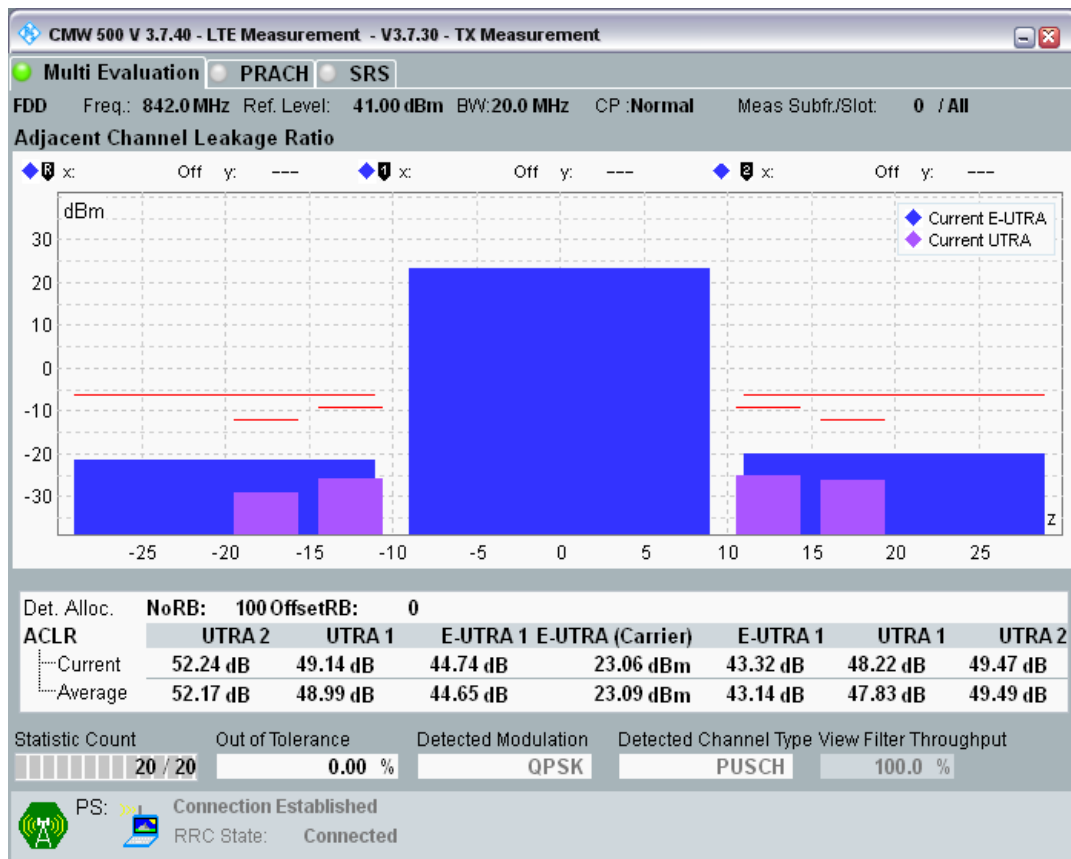 CMW 500 V 3.7.40 - LTE Measurement - V3.7.30 - TX Measurement
Multi Evaluation PRACH SRS
FDD Freq.: 842.0 MHz Ref. Level: 41.00 dBm BW:20.0 MHz CP :Normal Meas Subfr./Slot: 0 / All
Adjacent Channel Leakage Ratio
R x: Off y: --- 1 x: Off y: --- 2 x: Off y: ---
dBm
Current E-UTRA
Current UTRA
30
20
10
0
-10
-20
-30
z
-25 -20 -15 -10 -5 0 5 10 15 20 25
Det. Alloc. NoRB: 100 OffsetRB: 0
ACLR UTRA 2 UTRA 1 E-UTRA 1 E-UTRA (Carrier) E-UTRA 1 UTRA 1 UTRA 2
Current 52.24 dB 49.14 dB 44.74 dB 23.06 dBm 43.32 dB 48.22 dB 49.47 dB
Average 52.17 dB 48.99 dB 44.65 dB 23.09 dBm 43.14 dB 47.83 dB 49.49 dB
Statistic Count Out of Tolerance Detected Modulation Detected Channel Type View Filter Throughput
20 / 20 0.00 % QPSK PUSCH 100.0 %
PS: Connection Established
RRC State: Connected